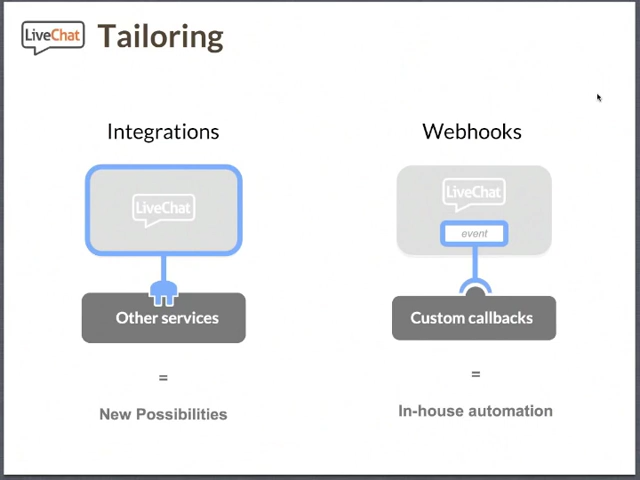 LiveChat Tailoring
Integrations
LiveChat
Other services
=
New Possibilities
Webhooks
LiveChat
event
Custom callbacks
=
In-house automation